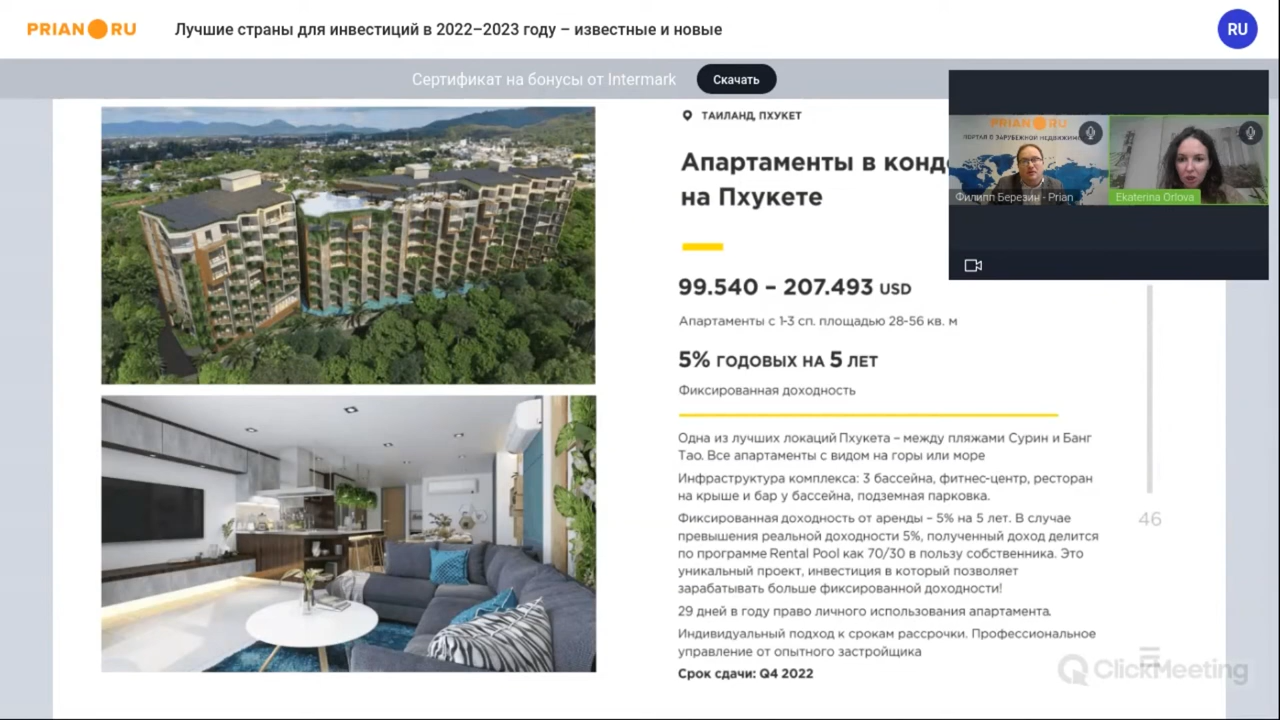 PRIAN RU
Лучшие страны для инвестиций в 2022–2023 году – известные и новые
RU
Сертификат на бонусы от Intermark
Скачать
ТАИЛАНД, ПХУКЕТ
Апартаменты в конд
на Пхукете
PRIAN RU
ПОРТАЛ О ЗАРУБЕЖНОЙ НЕДВИЖИМ
Филипп Березин - Prian
Ekaterina Orlova
99.540 – 207.493 USD
Апартаменты с 1-3 сп. площадью 28-56 кв. м
5% ГОДОВЫХ НА 5 ЛЕТ
Фиксированная доходность
Одна из лучших локаций Пхукета – между пляжами Сурин и Банг
Тао. Все апартаменты с видом на горы или море
Инфраструктура комплекса: 3 бассейна, фитнес-центр, ресторан
на крыше и бар у бассейна, подземная парковка.
Фиксированная доходность от аренды – 5% на 5 лет. В случае
превышения реальной доходности 5%, полученный доход делится
по программе Rental Pool как 70/30 в пользу собственника. Это
уникальный проект, инвестиция в который позволяет
зарабатывать больше фиксированной доходности!
29 дней в году право личного использования апартамента.
Индивидуальный подход к срокам рассрочки. Профессиональное
управление от опытного застройщика
Срок сдачи: Q4 2022
46
ClickMeeting